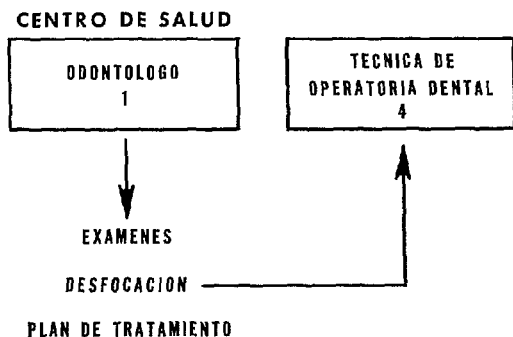 CENTRO DE SALUD
ODONTOLOGO
1
TECNICA DE
OPERATORIA DENTAL
4
EXAMENES
DESFOCACION
PLAN DE TRATAMIENTO